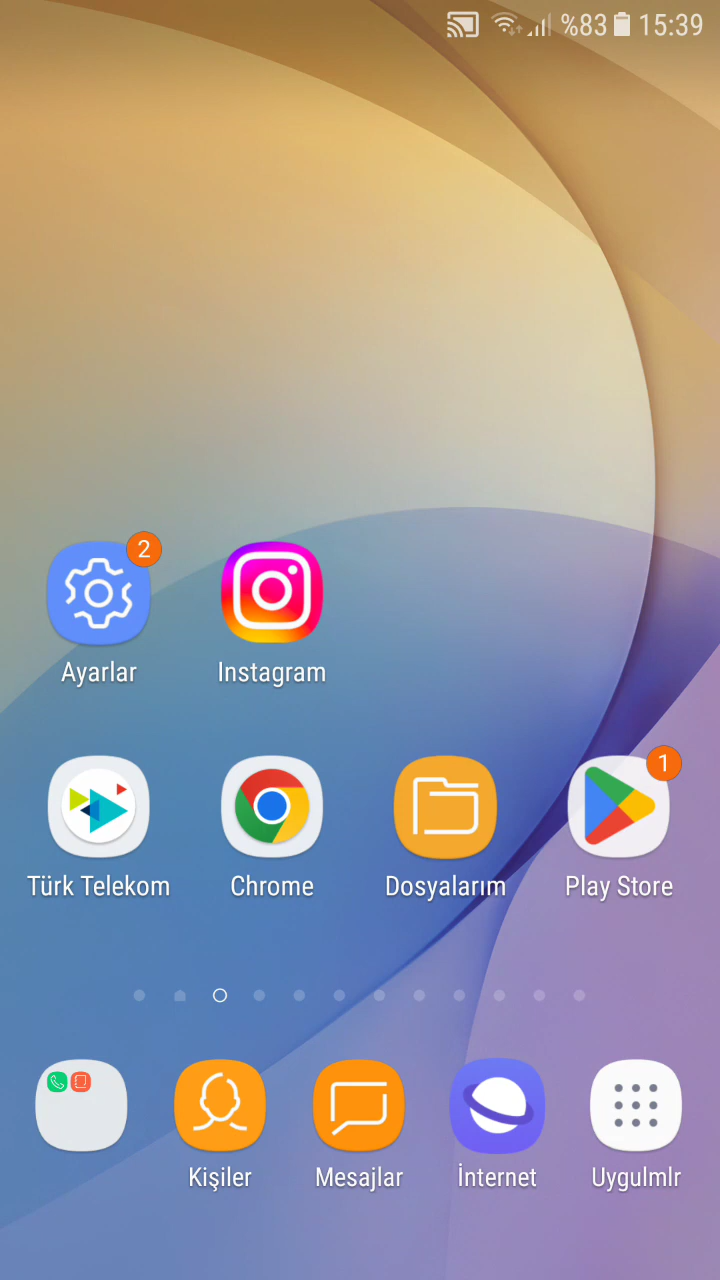 %83 15:39
2
Ayarlar Instagram
1
Türk Telekom Chrome Dosyalarım Play Store
Kişiler Mesajlar İnternet Uygulmlr